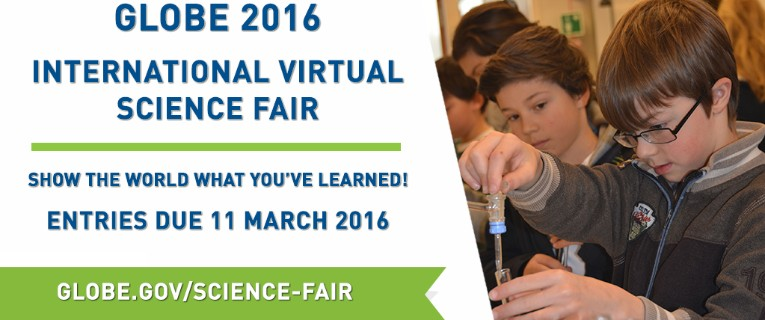 GLOBE 2016
INTERNATIONAL VIRTUAL
SCIENCE FAIR
SHOW THE WORLD WHAT YOU'VE LEARNED!
ENTRIES DUE 11 MARCH 2016
GLOBE.GOV/SCIENCE-FAIR